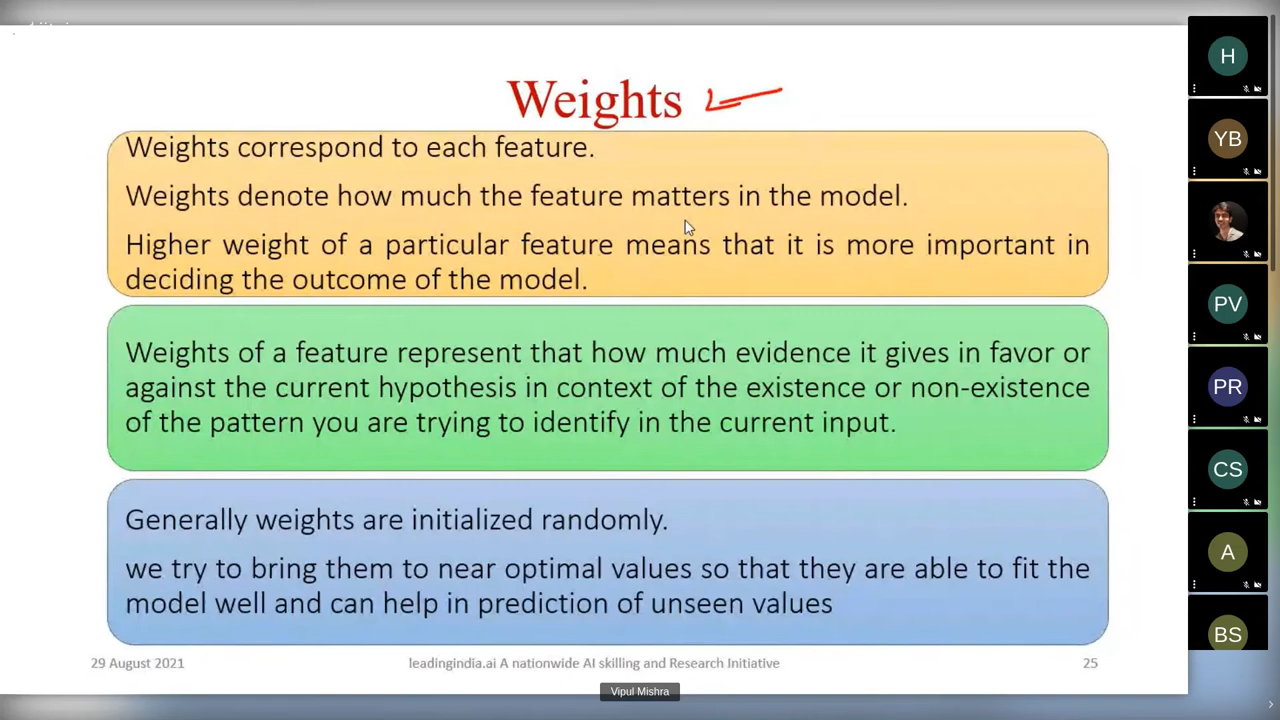 Weights
Weights correspond to each feature.
Weights denote how much the feature matters in the model.
Higher weight of a particular feature means that it is more important in
deciding the outcome of the model.
Weights of a feature represent that how much evidence it gives in favor or
against the current hypothesis in context of the existence or non-existence
of the pattern you are trying to identify in the current input.
Generally weights are initialized randomly.
we try to bring them to near optimal values so that they are able to fit the
model well and can help in prediction of unseen values
29 August 2021
leadingindia.ai A nationwide AI skilling and Research Initiative
25
Vipul Mishra
H
YB
PV
PR
CS
A
BS